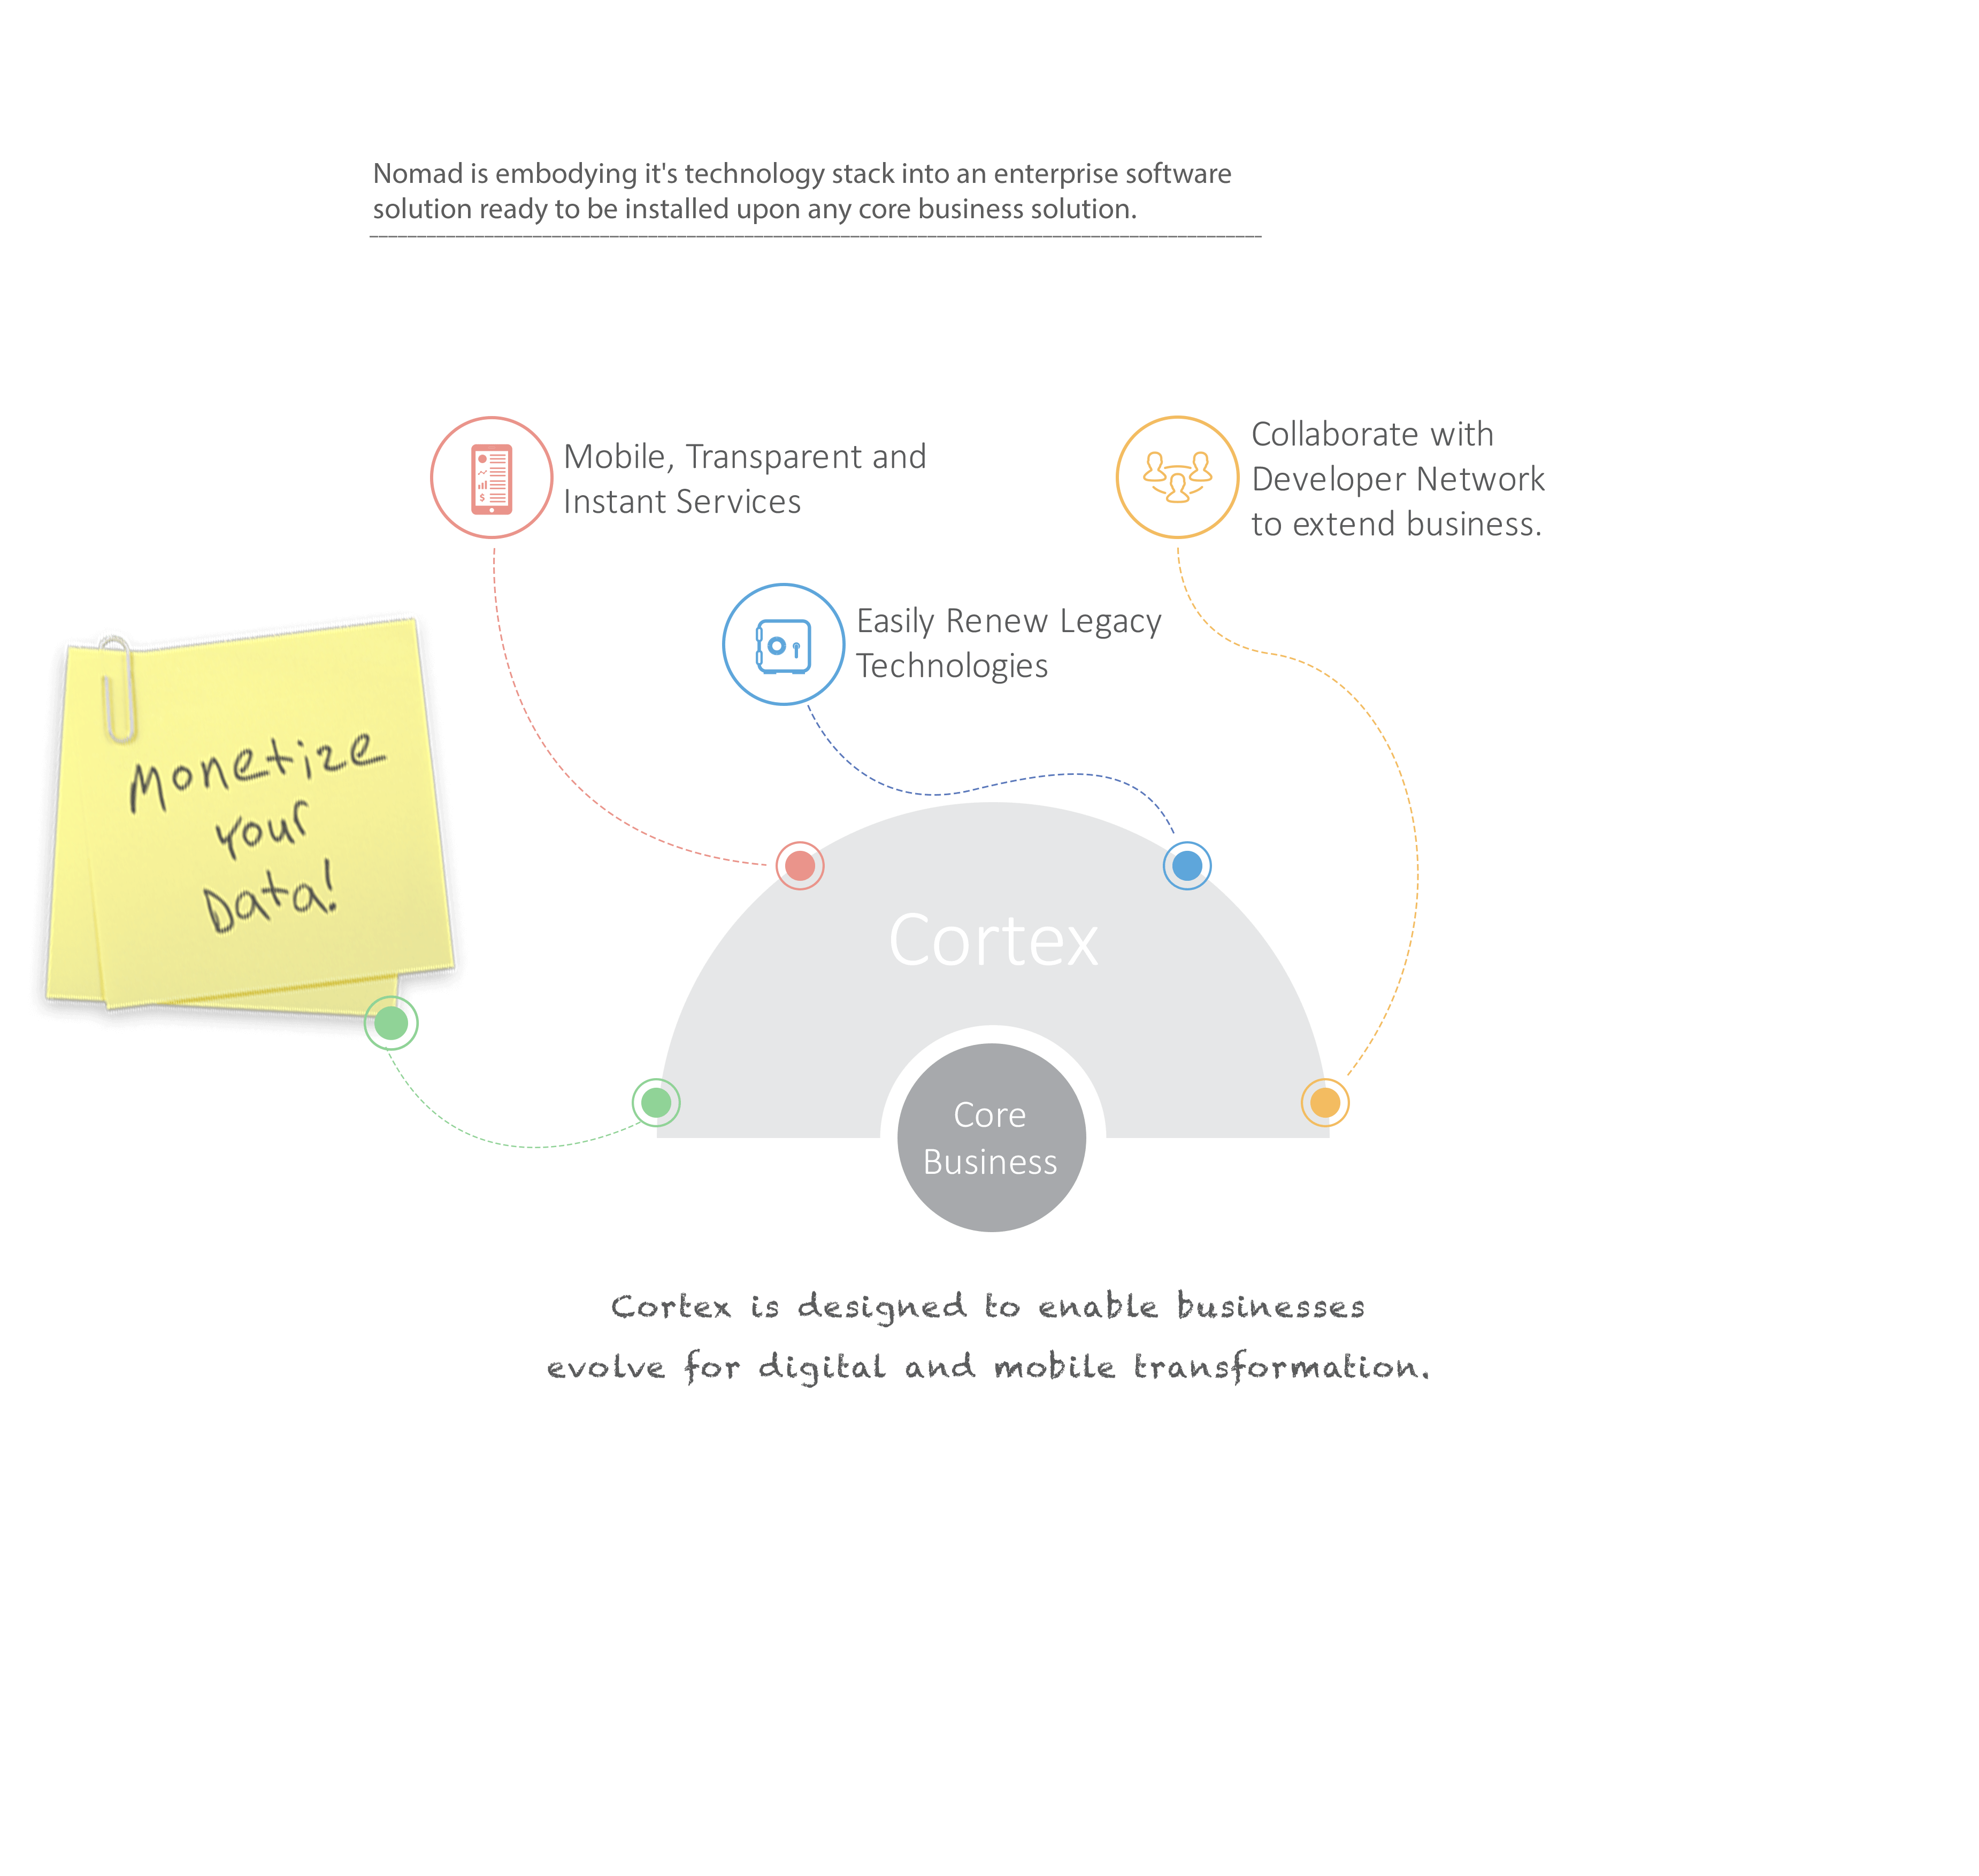 Nomad is embodying it's technology stack into an enterprise software
solution ready to be installed upon any core business solution.
Mobile, Transparent and
Instant Services
Collaborate with
Developer Network
to extend business.
Easily Renew Legacy
Technologies
Monetize
Your
Data!
Cortex
Core
Business
Cortex is designed to enable businesses
evolve for digital and mobile transformation.